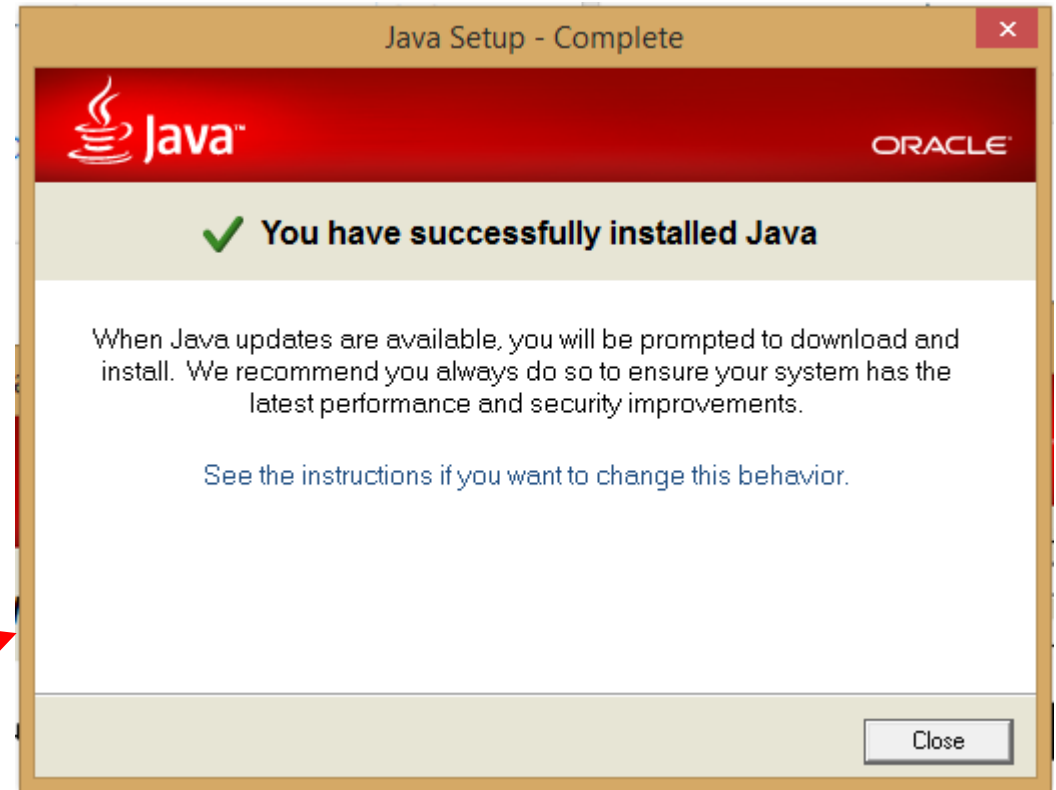 Java Setup - Complete
Java™
ORACLE
You have successfully installed Java
When Java updates are available, you will be prompted to download and
install. We recommend you always do so to ensure your system has the
latest performance and security improvements.
See the instructions if you want to change this behavior.
Close